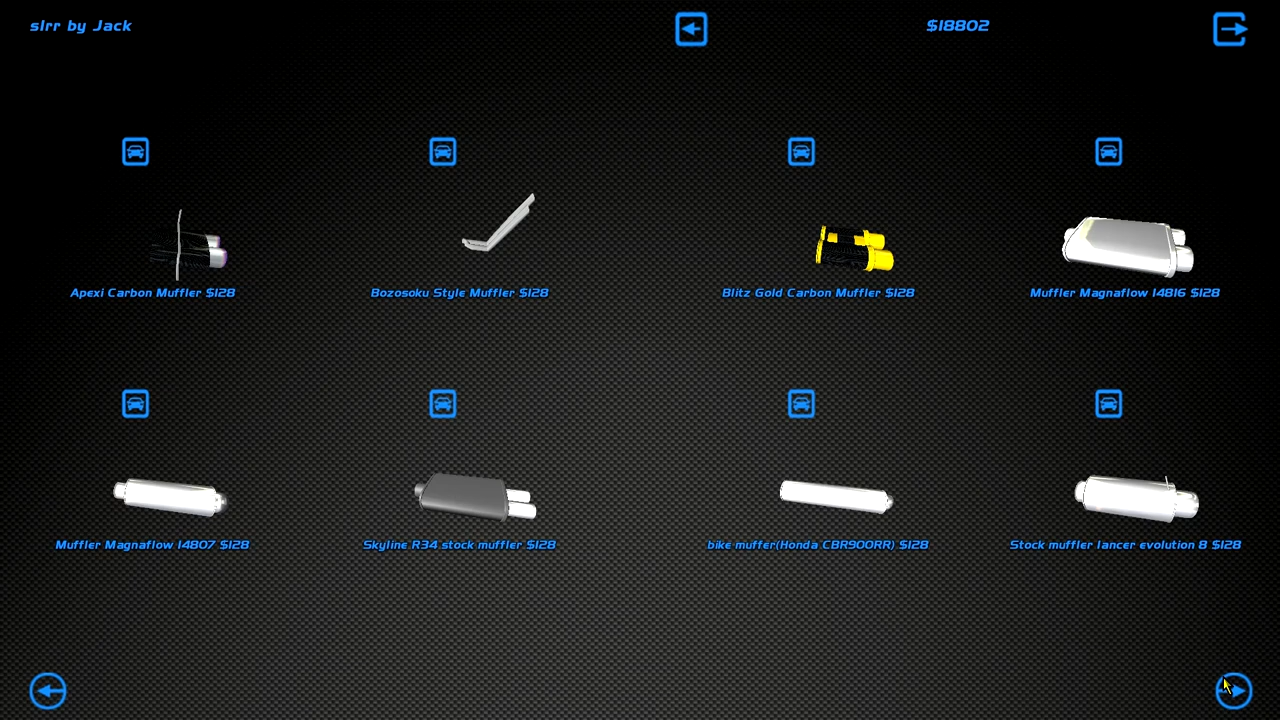 slrr by Jack
$18802
Apexi Carbon Muffler $128
Bozosoku Style Muffler $128
Blitz Gold Carbon Muffler $128
Muffler Magnaflow 14816 $128
Muffler Magnaflow 14807 $128
Skyline R34 stock muffler $128
bike muffer(Honda CBR900RR) $128
Stock muffler lancer evolution 8 $128